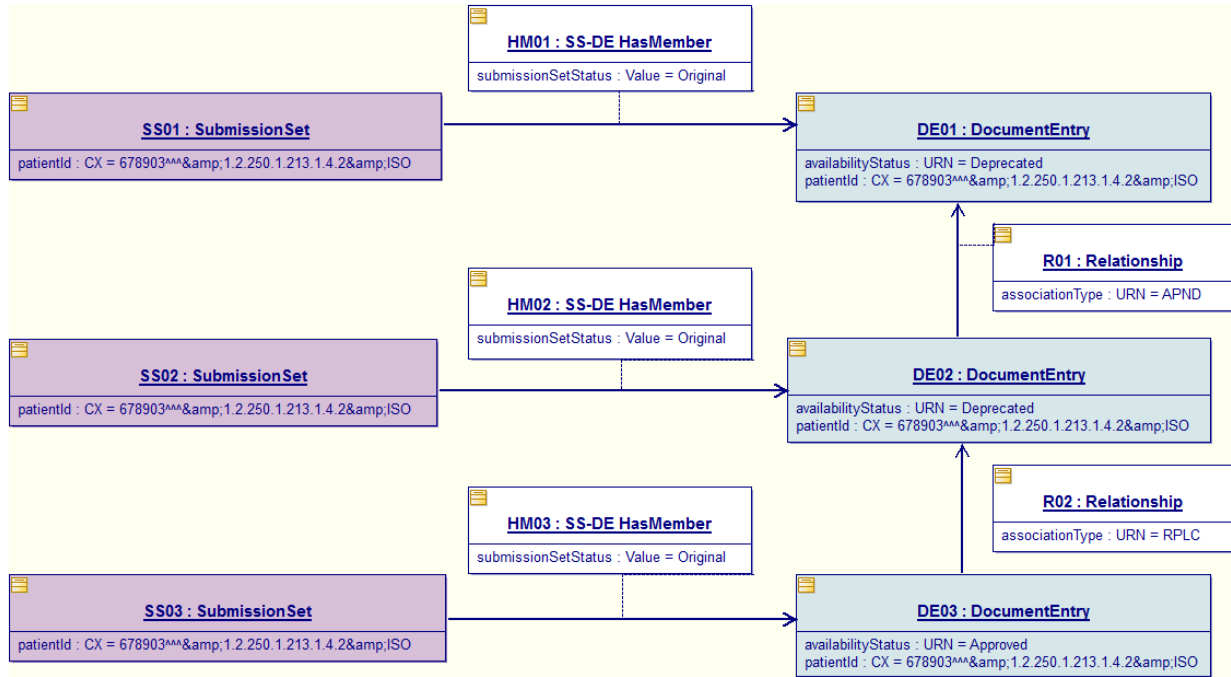 HM01 : SS-DE HasMember
submissionSetStatus : Value = Original
SS01 : SubmissionSet
patientId : CX = 678903^^^&amp;1.2.250.1.213.1.4.2&amp;ISO
DE01 : DocumentEntry
availabilityStatus : URN = Deprecated
patientId : CX = 678903^^^&amp;1.2.250.1.213.1.4.2&amp;ISO
R01 : Relationship
associationType : URN = APND
HM02 : SS-DE HasMember
submissionSetStatus : Value = Original
SS02 : SubmissionSet
patientId : CX = 678903^^^&amp;1.2.250.1.213.1.4.2&amp;ISO
DE02 : DocumentEntry
availabilityStatus : URN = Deprecated
patientId : CX = 678903^^^&amp;1.2.250.1.213.1.4.2&amp;ISO
R02 : Relationship
associationType : URN = RPLC
HM03 : SS-DE HasMember
submissionSetStatus : Value = Original
SS03 : SubmissionSet
patientId : CX = 678903^^^&amp;1.2.250.1.213.1.4.2&amp;ISO
DE03 : DocumentEntry
availabilityStatus : URN = Approved
patientId : CX = 678903^^^&amp;1.2.250.1.213.1.4.2&amp;ISO